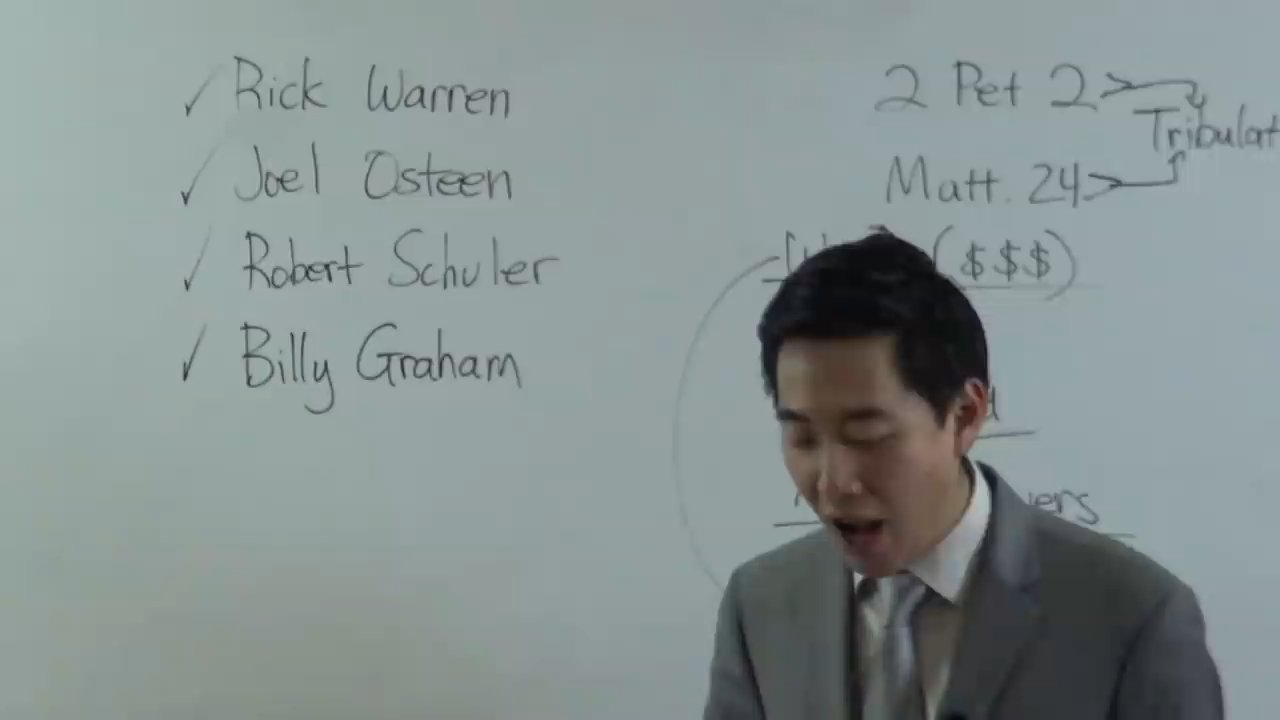 ✓ Rick Warren
✓ Joel Osteen
✓ Robert Schuler
✓ Billy Graham
2 Pet 2 >
Tribulat
Matt. 24 >
($$$)